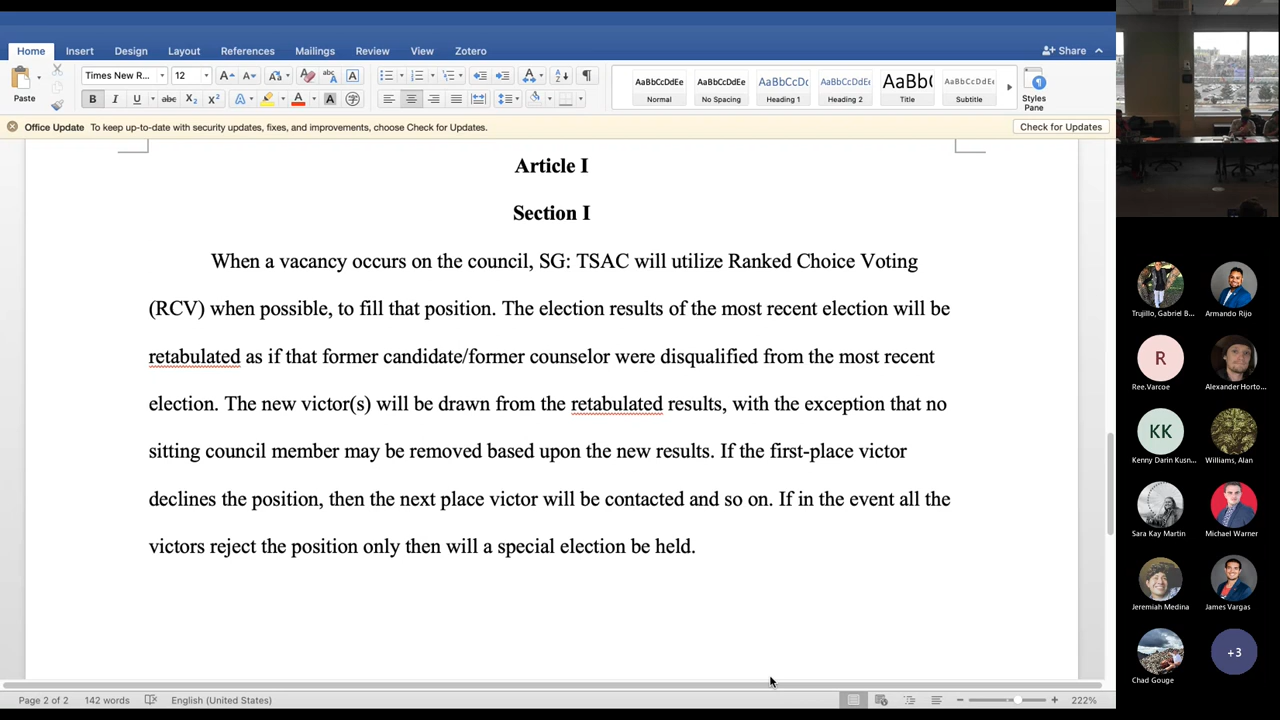 Home Insert Design Layout References Mailings Review View Zotero Share
Times New R... 12
Paste
AaBbCcDdEe AaBbCcDdEe AaBbCcDc AaBbCcDdEe AaBb( AaBbCcDdEe
Normal No Spacing Heading 1 Heading 2 Title Subtitle Styles Pane
Office Update To keep up-to-date with security updates, fixes, and improvements, choose Check for Updates. Check for Updates
Article I
Section I
When a vacancy occurs on the council, SG: TSAC will utilize Ranked Choice Voting
(RCV) when possible, to fill that position. The election results of the most recent election will be
retabulated as if that former candidate/former counselor were disqualified from the most recent
election. The new victor(s) will be drawn from the retabulated results, with the exception that no
sitting council member may be removed based upon the new results. If the first-place victor
declines the position, then the next place victor will be contacted and so on. If in the event all the
victors reject the position only then will a special election be held.
Page 2 of 2 142 words English (United States) 222%
Trujillo, Gabriel B... Armando Rijo
R
Ree.Varcoe Alexander Horto...
KK
Kenny Darin Kusn... Williams, Alan
Sara Kay Martin Michael Warner
Jeremiah Medina James Vargas
+3
Chad Gouge